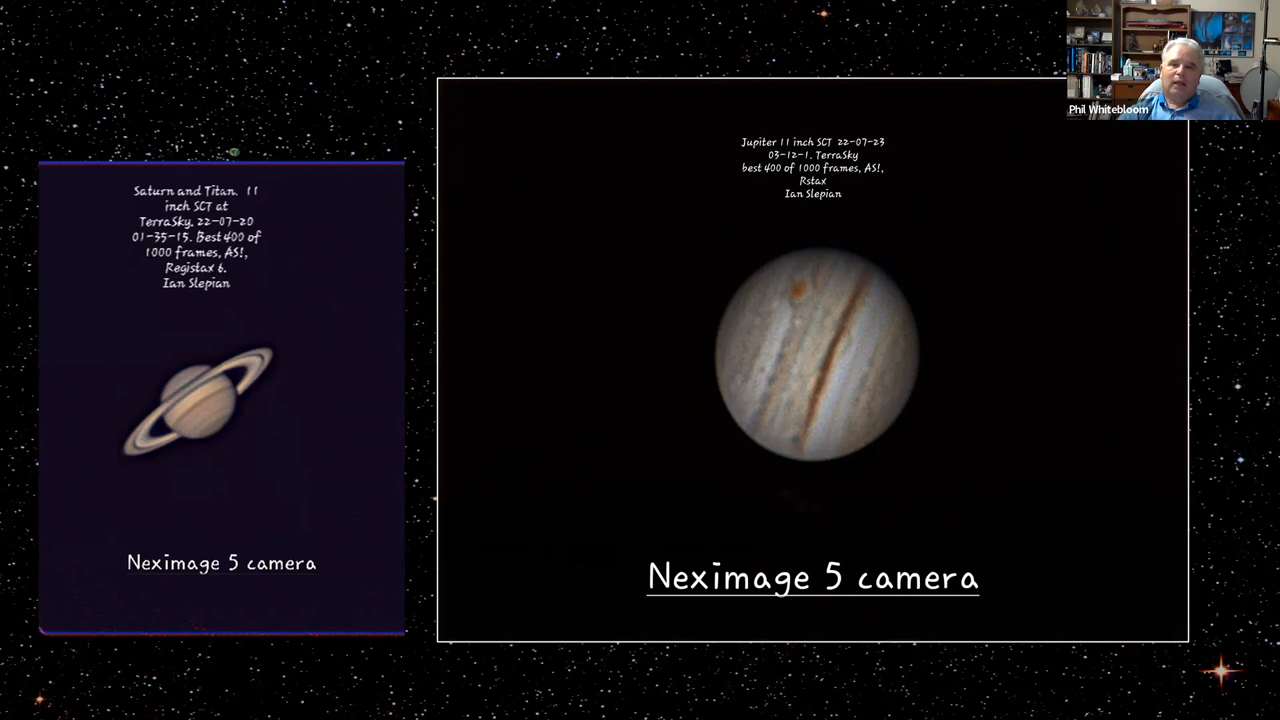 Phil Whitebloom
Saturn and Titan. 11
inch SCT at
TerraSky. 22-07-20
01-35-15. Best 400 of
1000 frames, AS!,
Registax 6.
Ian Slepian
Neximage 5 camera
Jupiter 11 inch SCT 22-07-23
03-12-1. TerraSky
best 400 of 1000 frames, AS!,
Rstax
Ian Slepian
Neximage 5 camera